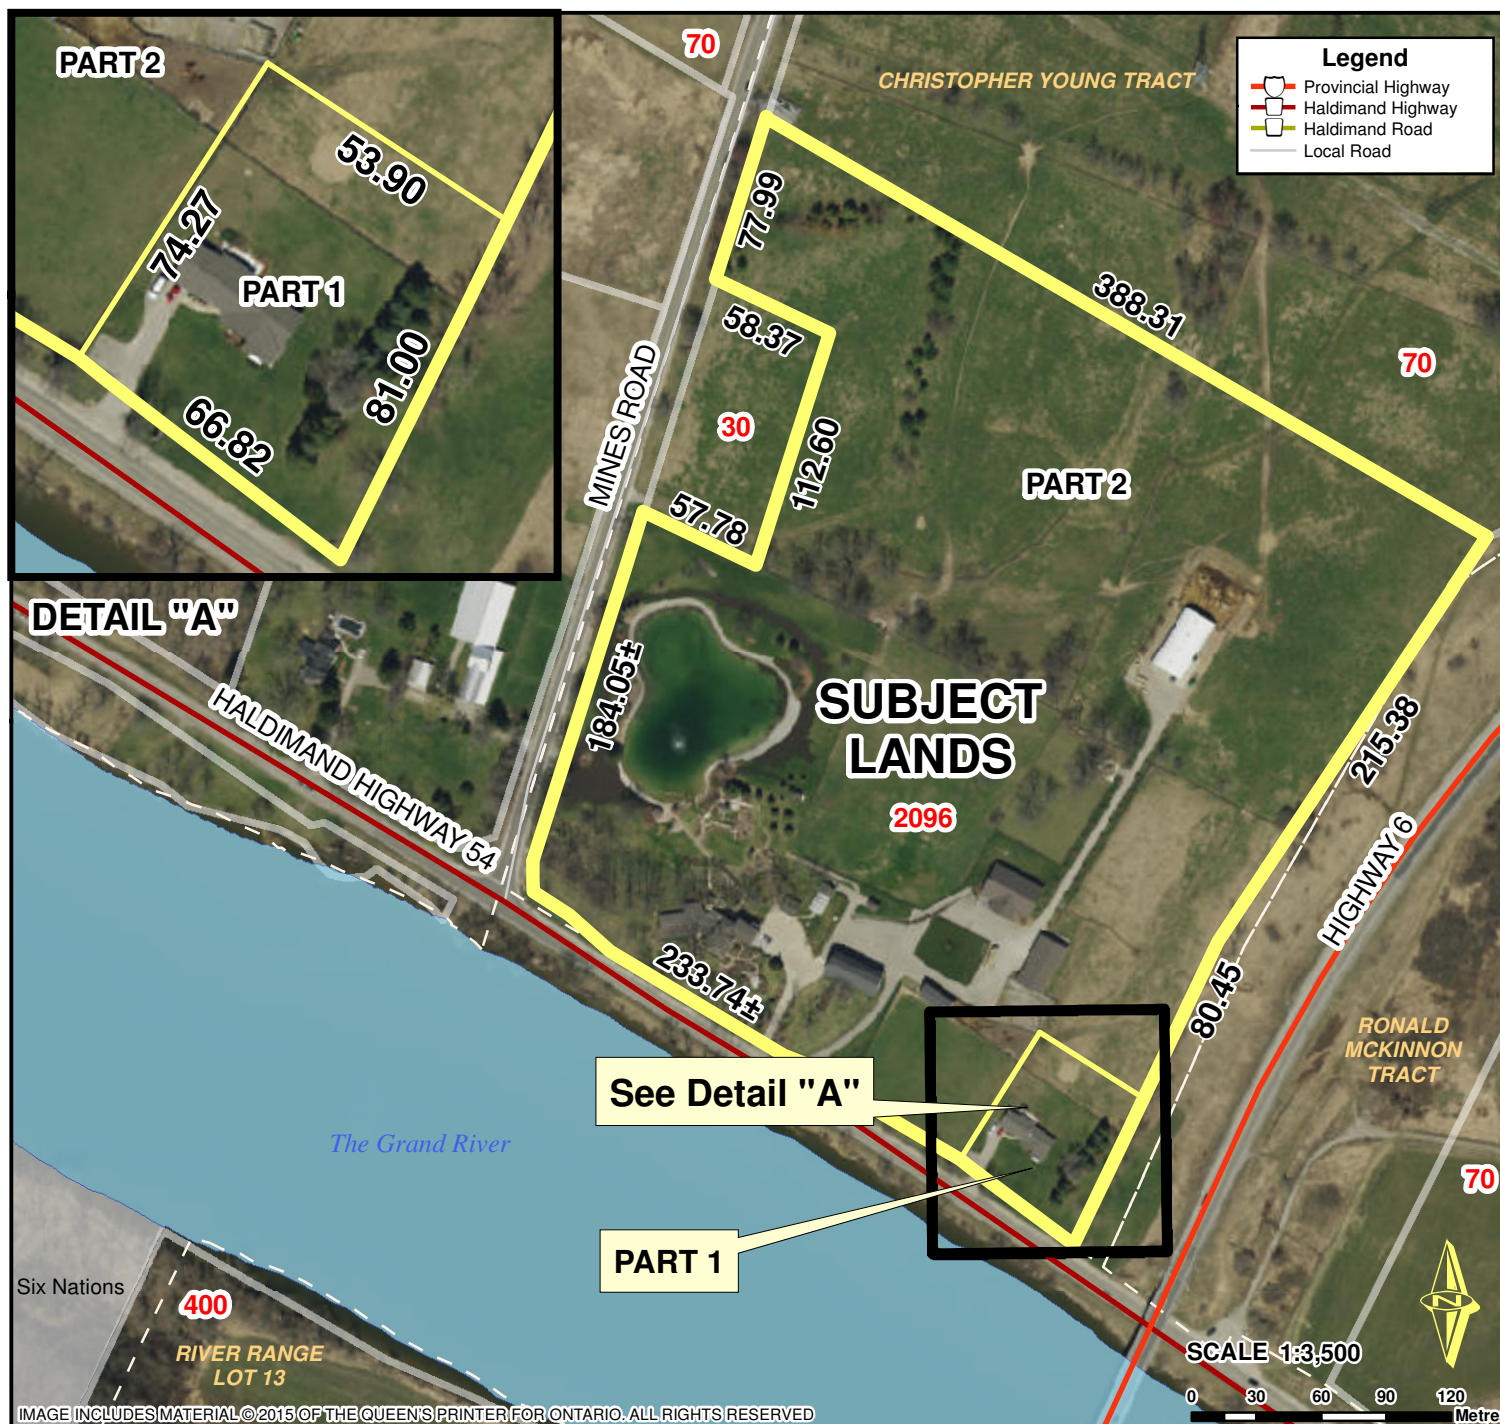 PART 2
53.90
74.27
PART 1
81.00
66.82
DETAIL "A"
70
CHRISTOPHER YOUNG TRACT
Legend
Provincial Highway
Haldimand Highway
Haldimand Road
Local Road
77.99
388.31
58.37
70
MINES ROAD
30
112.60
PART 2
57.78
184.05±
SUBJECT
LANDS
2096
215.38
HALDIMAND HIGHWAY 54
HIGHWAY 6
233.74±
80.45
RONALD
MCKINNON
TRACT
See Detail "A"
The Grand River
70
PART 1
Six Nations
400
RIVER RANGE
LOT 13
N
SCALE 1:3,500
0 30 60 90 120
Metre
IMAGE INCLUDES MATERIAL © 2015 OF THE QUEEN'S PRINTER FOR ONTARIO. ALL RIGHTS RESERVED